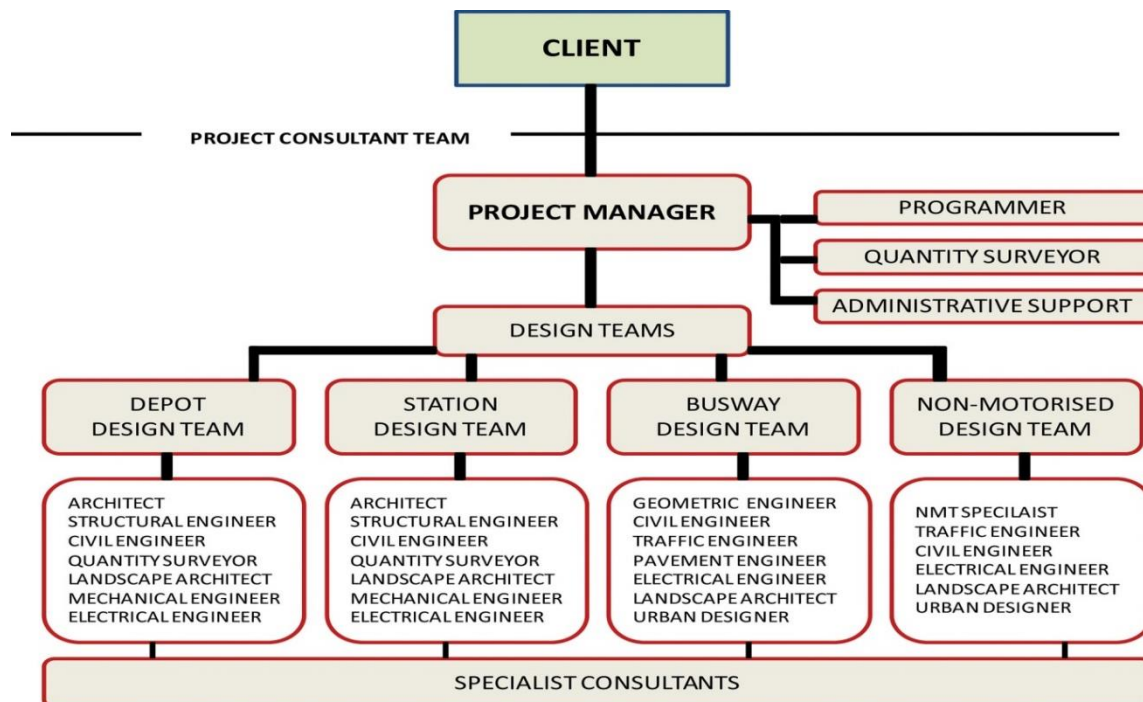 CLIENT
PROJECT CONSULTANT TEAM
PROJECT MANAGER
PROGRAMMER
QUANTITY SURVEYOR
ADMINISTRATIVE SUPPORT
DESIGN TEAMS
DEPOT
DESIGN TEAM
STATION
DESIGN TEAM
BUSWAY
DESIGN TEAM
NON-MOTORISED
DESIGN TEAM
ARCHITECT
STRUCTURAL ENGINEER
CIVIL ENGINEER
QUANTITY SURVEYOR
LANDSCAPE ARCHITECT
MECHANICAL ENGINEER
ELECTRICAL ENGINEER
ARCHITECT
STRUCTURAL ENGINEER
CIVIL ENGINEER
QUANTITY SURVEYOR
LANDSCAPE ARCHITECT
MECHANICAL ENGINEER
ELECTRICAL ENGINEER
GEOMETRIC ENGINEER
CIVIL ENGINEER
TRAFFIC ENGINEER
PAVEMENT ENGINEER
ELECTRICAL ENGINEER
LANDSCAPE ARCHITECT
URBAN DESIGNER
NMT SPECILAIST
TRAFFIC ENGINEER
CIVIL ENGINEER
ELECTRICAL ENGINEER
LANDSCAPE ARCHITECT
URBAN DESIGNER
SPECIALIST CONSULTANTS